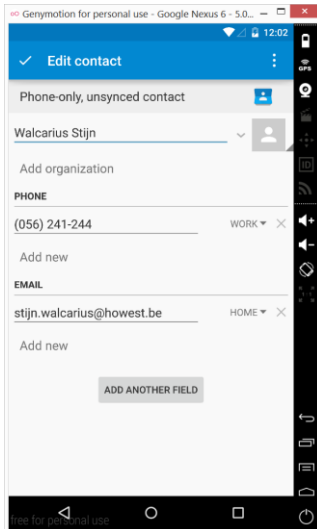 Genymotion for personal use - Google Nexus 6 - 5.0...
12:02
Edit contact
Phone-only, unsynced contact
Walcarius Stijn
Add organization
PHONE
(056) 241-244 WORK
Add new
EMAIL
stijn.walcarius@howest.be HOME
Add new
ADD ANOTHER FIELD
free for personal use
GPS
ID